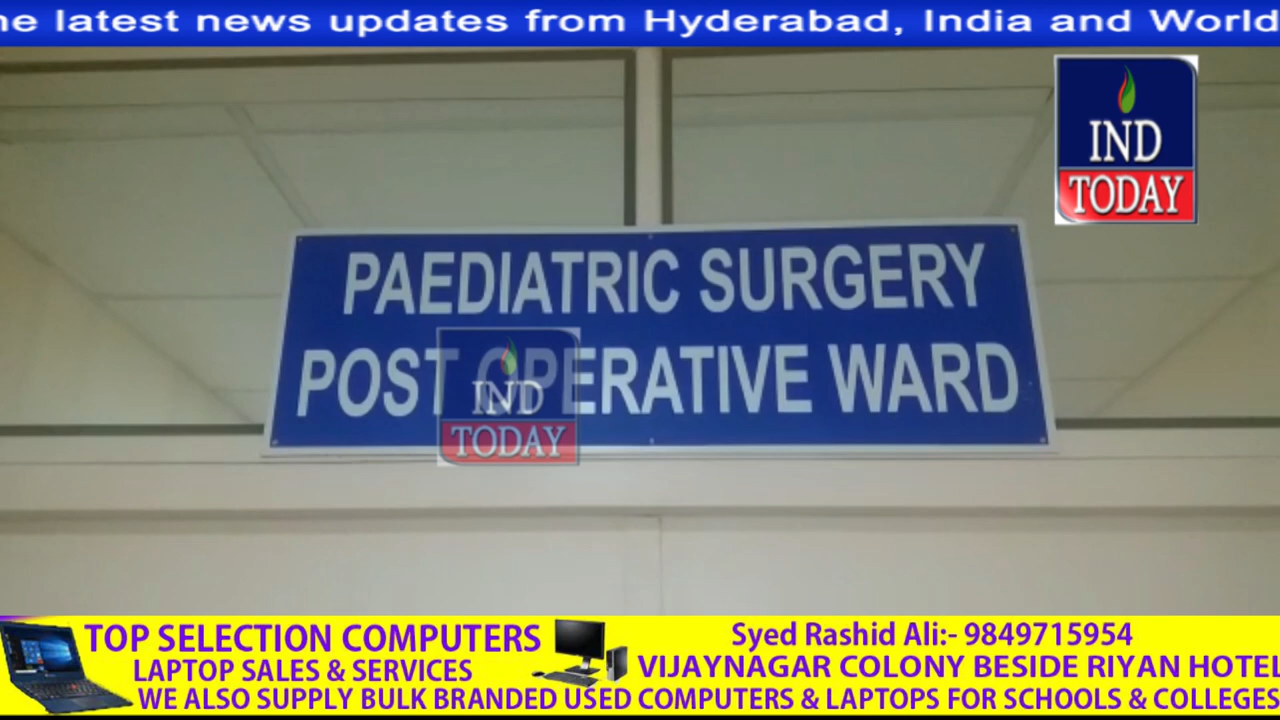 he latest news updates from Hyderabad, India and World
IND
TODAY
PAEDIATRIC SURGERY
POST OPERATIVE WARD
IND
TODAY
TOP SELECTION COMPUTERS
LAPTOP SALES & SERVICES
Syed Rashid Ali:- 9849715954
VIJAYNAGAR COLONY BESIDE RIYAN HOTEL
WE ALSO SUPPLY BULK BRANDED USED COMPUTERS & LAPTOPS FOR SCHOOLS & COLLEGES